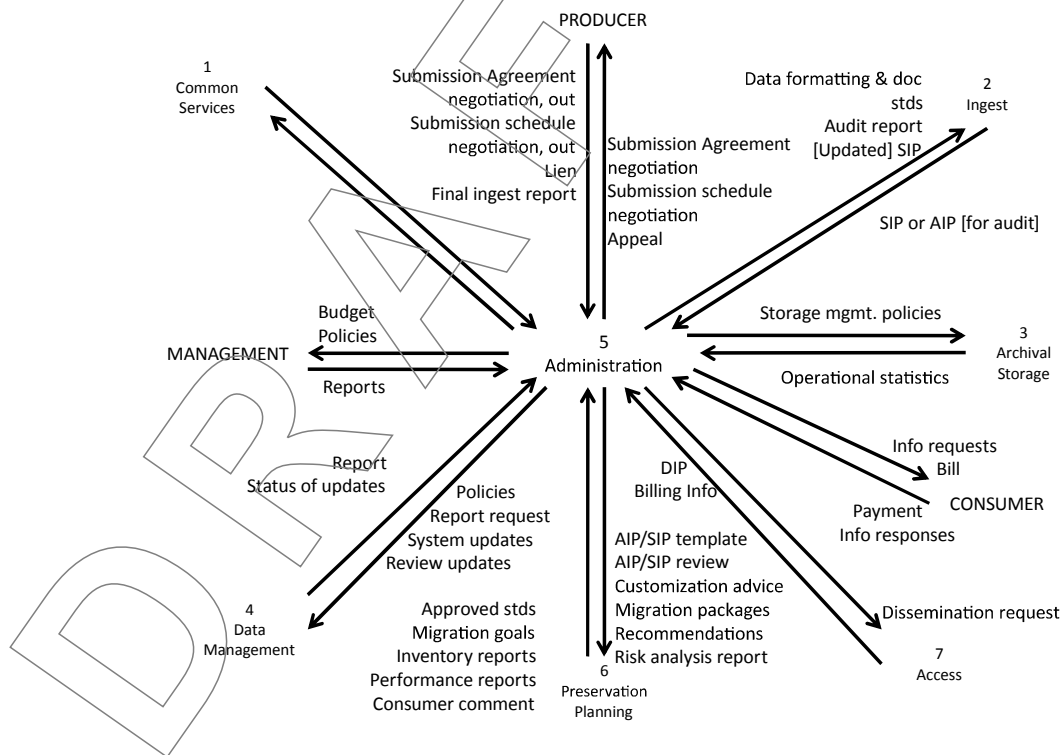 PRODUCER
1
Common
Services
Submission Agreement
negotiation, out
Submission schedule
negotiation, out
Lien
Final ingest report
Submission Agreement
negotiation
Submission schedule
negotiation
Appeal
Data formatting & doc
stds
Audit report
[Updated] SIP
2
Ingest
SIP or AIP [for audit]
Budget
Policies
MANAGEMENT
Reports
5
Administration
Storage mgmt. policies
3
Archival
Storage
Operational statistics
Info requests
Bill
CONSUMER
Payment
Info responses
Report
Status of updates
Policies
Report request
System updates
Review updates
DIP
Billing Info
AIP/SIP template
AIP/SIP review
Customization advice
Migration packages
Recommendations
Risk analysis report
4
Data
Management
Approved stds
Migration goals
Inventory reports
Performance reports
Consumer comment
6
Preservation
Planning
Dissemination request
7
Access
DRAFT